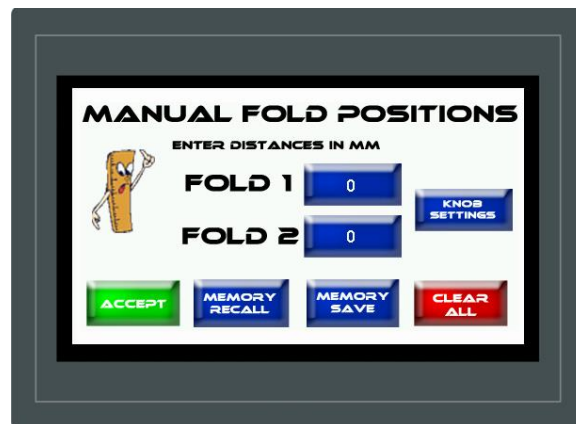 MANUAL FOLD POSITIONS
ENTER DISTANCES IN MM
FOLD 1
0
KNOB
SETTINGS
FOLD 2
0
ACCEPT
MEMORY
RECALL
MEMORY
SAVE
CLEAR
ALL